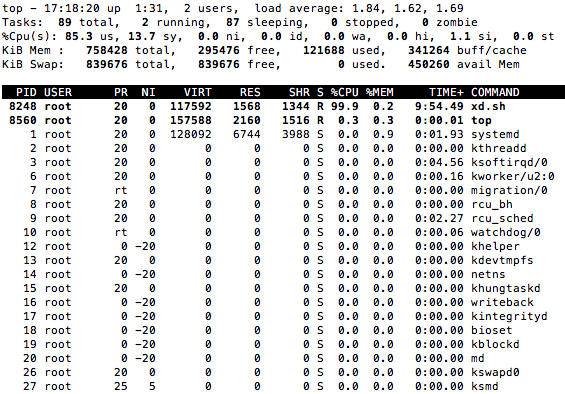 top - 17:18:20 up  1:31,  2 users,  load average: 1.84, 1.62, 1.69
Tasks:  89 total,   2 running,  87 sleeping,   0 stopped,   0 zombie
%Cpu(s): 85.3 us, 13.7 sy,  0.0 ni,  0.0 id,  0.0 wa,  0.0 hi,  1.1 si,  0.0 st
KiB Mem :   758428 total,   295476 free,   121688 used,   341264 buff/cache
KiB Swap:   839676 total,   839676 free,        0 used.   450260 avail Mem
PID USER      PR  NI    VIRT    RES    SHR S %CPU %MEM     TIME+ COMMAND
8248 root      20   0  117592   1568   1344 R 99.9  0.2   9:54.49 xd.sh
8560 root      20   0  157588   2160   1516 R  0.3  0.3   0:00.01 top
1 root      20   0  128092   6744   3988 S  0.0  0.9   0:01.93 systemd
2 root      20   0       0      0      0 S  0.0  0.0   0:00.00 kthreadd
3 root      20   0       0      0      0 S  0.0  0.0   0:04.56 ksoftirqd/0
6 root      20   0       0      0      0 S  0.0  0.0   0:00.16 kworker/u2:0
7 root      rt   0       0      0      0 S  0.0  0.0   0:00.00 migration/0
8 root      20   0       0      0      0 S  0.0  0.0   0:00.00 rcu_bh
9 root      20   0       0      0      0 S  0.0  0.0   0:02.27 rcu_sched
10 root      rt   0       0      0      0 S  0.0  0.0   0:00.06 watchdog/0
12 root       0 -20       0      0      0 S  0.0  0.0   0:00.00 khelper
13 root      20   0       0      0      0 S  0.0  0.0   0:00.00 kdevtmpfs
14 root       0 -20       0      0      0 S  0.0  0.0   0:00.00 netns
15 root      20   0       0      0      0 S  0.0  0.0   0:00.00 khungtaskd
16 root       0 -20       0      0      0 S  0.0  0.0   0:00.00 writeback
17 root       0 -20       0      0      0 S  0.0  0.0   0:00.00 kintegrityd
18 root       0 -20       0      0      0 S  0.0  0.0   0:00.00 bioset
19 root       0 -20       0      0      0 S  0.0  0.0   0:00.00 kblockd
20 root       0 -20       0      0      0 S  0.0  0.0   0:00.00 md
26 root      20   0       0      0      0 S  0.0  0.0   0:00.00 kswapd0
27 root      25   5       0      0      0 S  0.0  0.0   0:00.00 ksmd